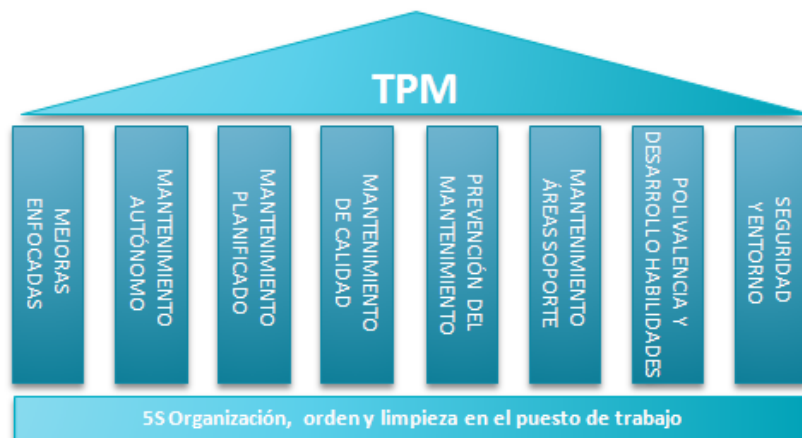 TPM
MEJORAS
ENFOCADAS
MANTENIMIENTO
AUTÓNOMO
MANTENIMIENTO
PLANIFICADO
MANTENIMIENTO
DE CALIDAD
PREVENCIÓN DEL
MANTENIMIENTO
MANTENIMIENTO
ÁREAS SOPORTE
POLIVALENCIA Y
DESARROLLO HABILIDADES
SEGURIDAD
Y ENTORNO
5S Organización, orden y limpieza en el puesto de trabajo